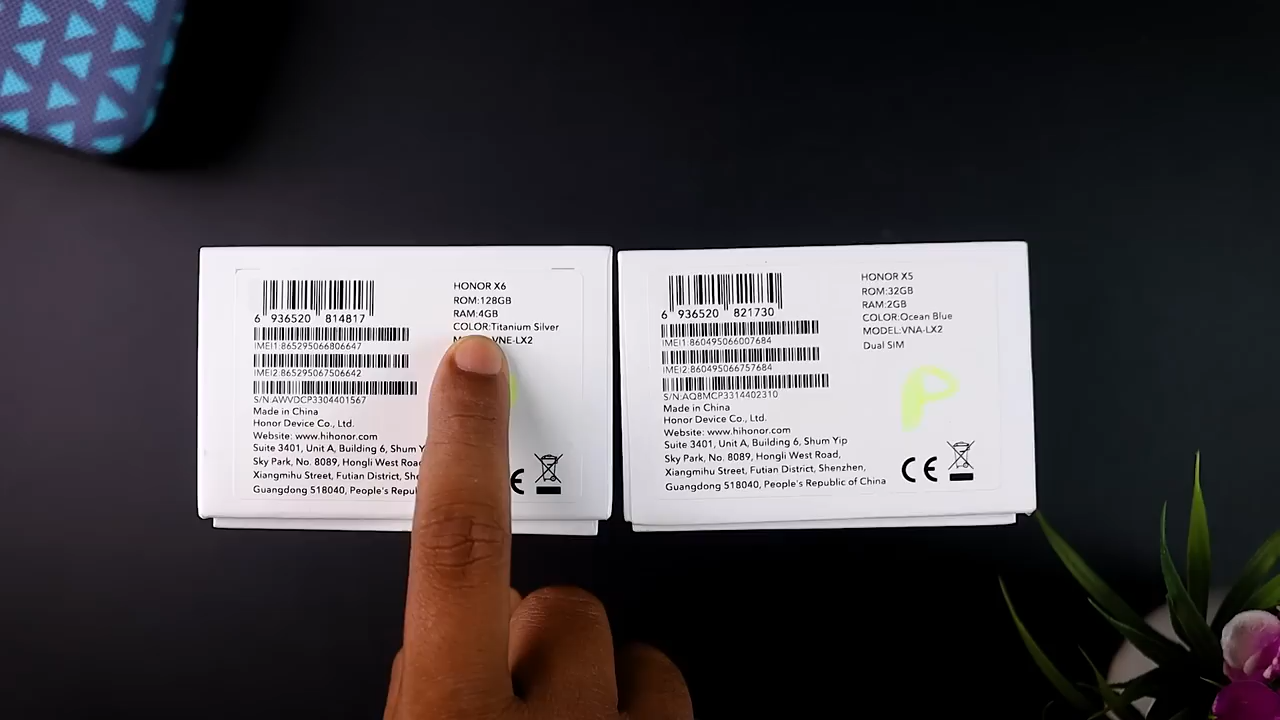 HONOR X6
ROM:128GB
RAM:4GB
COLOR:Titanium Silver
VNE-LX2
6 936520 814817
IMEI1:865295066806647
IMEI2:865295067506642
S/N:AWVDCP3304401567
Made in China
Honor Device Co., Ltd.
Website: www.hihonor.com
Suite 3401, Unit A, Building 6, Shum
Sky Park, No. 8089, Hongli West
Xiangmihu Street, Futian District,
Guangdong 518040, People's
HONOR X5
ROM:32GB
RAM:2GB
COLOR:Ocean Blue
MODEL:VNA-LX2
Dual SIM
6 936520 821730
IMEI1:860495066007684
IMEI2:860495066757684
S/N:AQ8MCP3314402310
Made in China
Honor Device Co., Ltd.
Website: www.hihonor.com
Suite 3401, Unit A, Building 6, Shum Yip
Sky Park, No. 8089, Hongli West Road,
Xiangmihu Street, Futian District, Shenzhen,
Guangdong 518040, People's Republic of China
P
CE